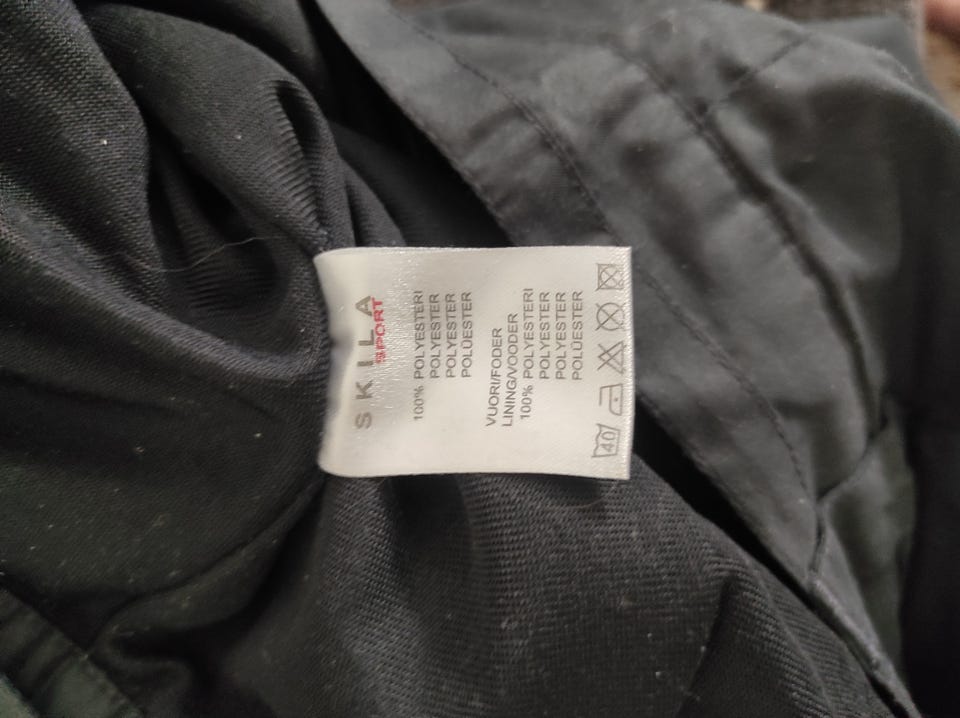 SKILA
SPORT
100% POLYESTERI
POLYESTER
POLYESTER
POLÜESTER
VUORI/FODER
LINING/VOODER
100% POLYESTERI
POLYESTER
POLYESTER
POLÜESTER
40